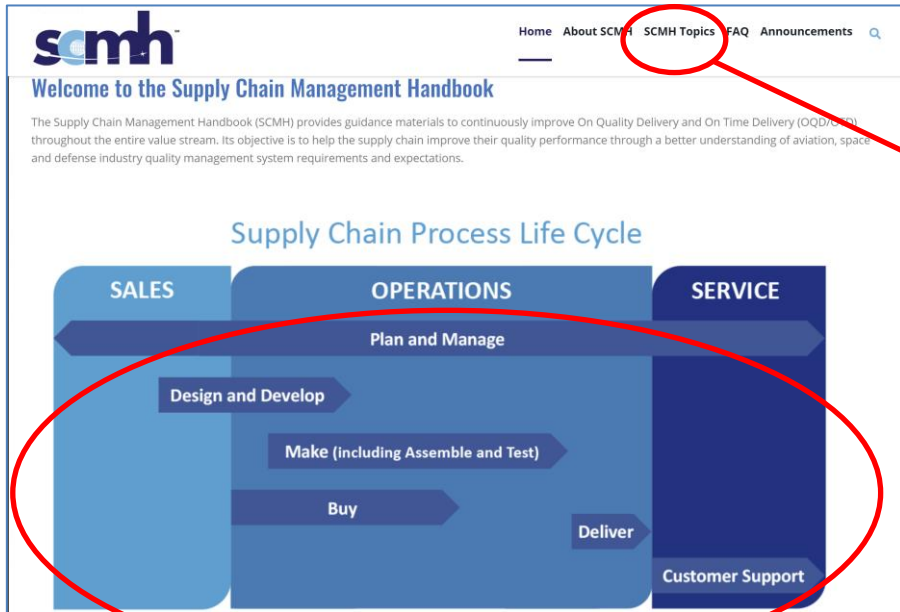 scmh
Home About SCMH SCMH Topics FAQ Announcements
Welcome to the Supply Chain Management Handbook
The Supply Chain Management Handbook (SCMH) provides guidance materials to continuously improve On Quality Delivery and On Time Delivery (OQD/OTD)
throughout the entire value stream. Its objective is to help the supply chain improve their quality performance through a better understanding of aviation, space
and defense industry quality management system requirements and expectations.
Supply Chain Process Life Cycle
SALES OPERATIONS SERVICE
Plan and Manage
Design and Develop
Make (including Assemble and Test)
Buy
Deliver
Customer Support